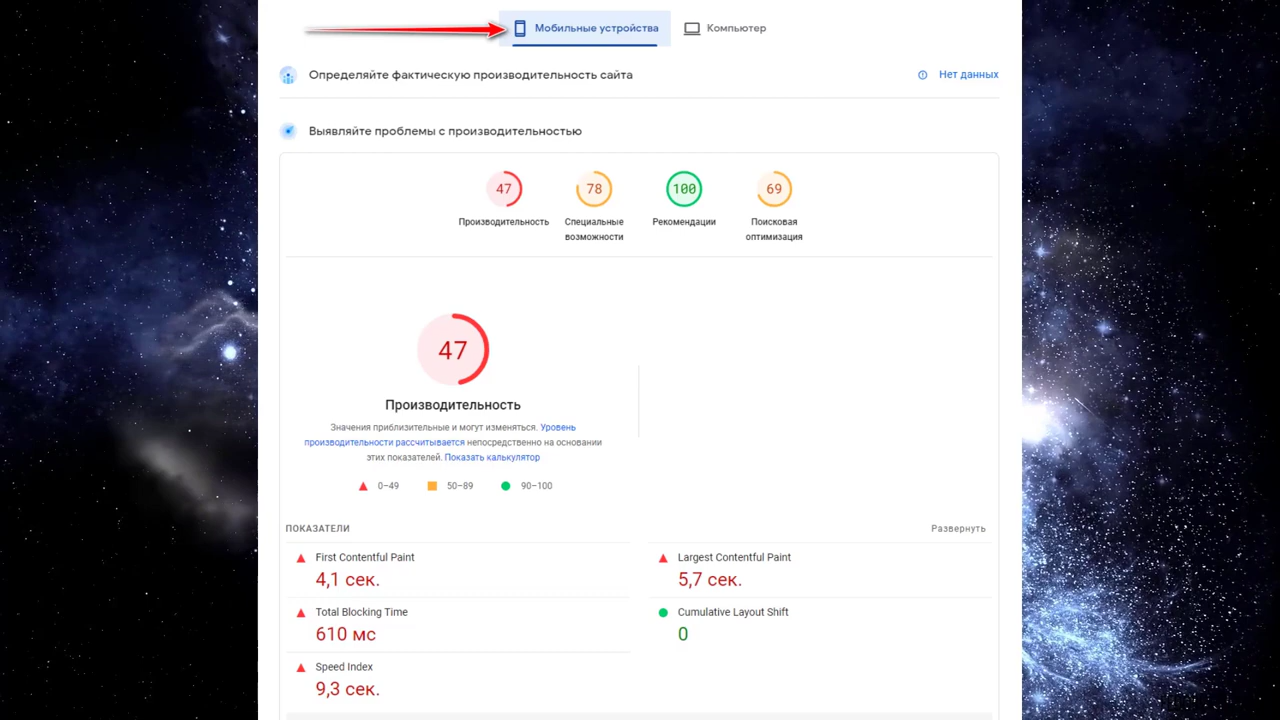 Мобильные устройства
Компьютер
Определяйте фактическую производительность сайта
Нет данных
Выявляйте проблемы с производительностью
47
78
100
69
Производительность
Специальные
возможности
Рекомендации
Поисковая
оптимизация
47
Производительность
Значения приблизительные и могут изменяться. Уровень
производительности рассчитывается непосредственно на основании
этих показателей. Показать калькулятор
0–49
50–89
90–100
ПОКАЗАТЕЛИ
Развернуть
First Contentful Paint
4,1 сек.
Largest Contentful Paint
5,7 сек.
Total Blocking Time
610 мс
Cumulative Layout Shift
0
Speed Index
9,3 сек.